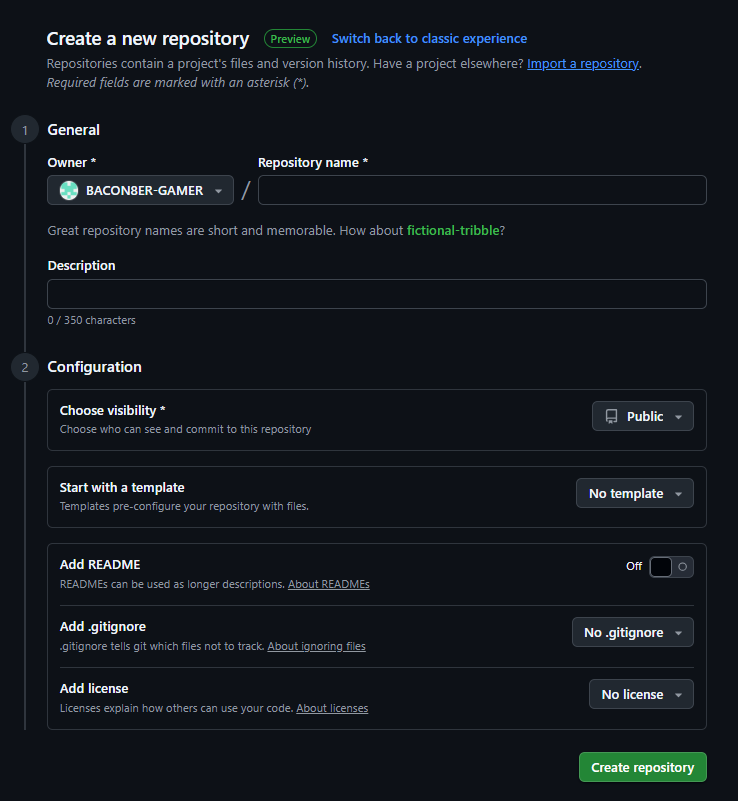 Create a new repository Preview Switch back to classic experience
Repositories contain a project's files and version history. Have a project elsewhere? Import a repository.
Required fields are marked with an asterisk (*).
1 General
Owner * Repository name *
BACON8ER-GAMER /
Great repository names are short and memorable. How about fictional-tribble?
Description
0 / 350 characters
2 Configuration
Choose visibility * Public
Choose who can see and commit to this repository
Start with a template No template
Templates pre-configure your repository with files.
Add README Off
READMEs can be used as longer descriptions. About READMEs
Add .gitignore No .gitignore
.gitignore tells git which files not to track. About ignoring files
Add license No license
Licenses explain how others can use your code. About licenses
Create repository